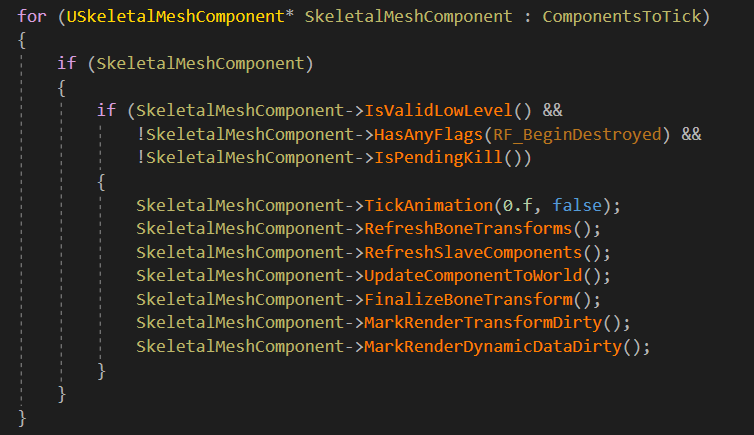 for (USkeletalMeshComponent* SkeletalMeshComponent : ComponentsToTick)
{
    if (SkeletalMeshComponent)
    {
        if (SkeletalMeshComponent->IsValidLowLevel() &&
            !SkeletalMeshComponent->HasAnyFlags(RF_BeginDestroyed) &&
            !SkeletalMeshComponent->IsPendingKill())
        {
            SkeletalMeshComponent->TickAnimation(0.f, false);
            SkeletalMeshComponent->RefreshBoneTransforms();
            SkeletalMeshComponent->RefreshSlaveComponents();
            SkeletalMeshComponent->UpdateComponentToWorld();
            SkeletalMeshComponent->FinalizeBoneTransform();
            SkeletalMeshComponent->MarkRenderTransformDirty();
            SkeletalMeshComponent->MarkRenderDynamicDataDirty();
        }
    }
}